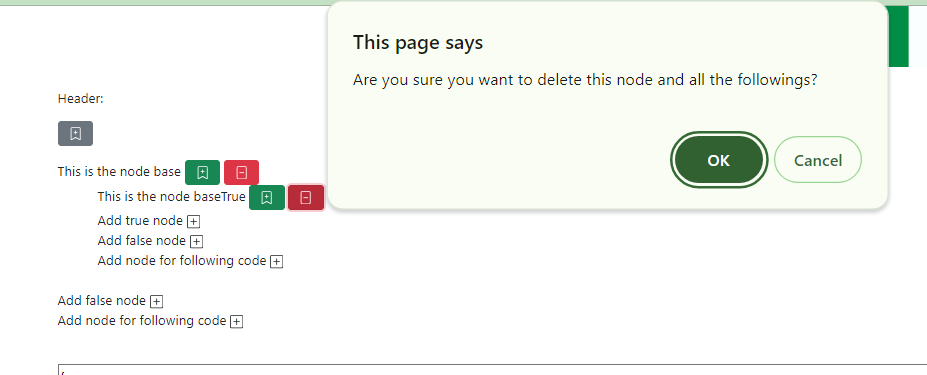 This page says
Are you sure you want to delete this node and all the followings?
OK
Cancel
Header:
This is the node base
This is the node baseTrue
Add true node
Add false node
Add node for following code
Add false node
Add node for following code